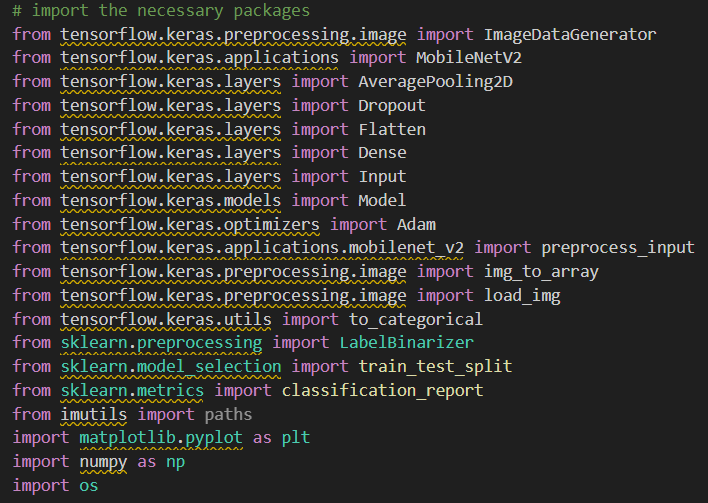 # import the necessary packages
from tensorflow.keras.preprocessing.image import ImageDataGenerator
from tensorflow.keras.applications import MobileNetV2
from tensorflow.keras.layers import AveragePooling2D
from tensorflow.keras.layers import Dropout
from tensorflow.keras.layers import Flatten
from tensorflow.keras.layers import Dense
from tensorflow.keras.layers import Input
from tensorflow.keras.models import Model
from tensorflow.keras.optimizers import Adam
from tensorflow.keras.applications.mobilenet_v2 import preprocess_input
from tensorflow.keras.preprocessing.image import img_to_array
from tensorflow.keras.preprocessing.image import load_img
from tensorflow.keras.utils import to_categorical
from sklearn.preprocessing import LabelBinarizer
from sklearn.model_selection import train_test_split
from sklearn.metrics import classification_report
from imutils import paths
import matplotlib.pyplot as plt
import numpy as np
import os